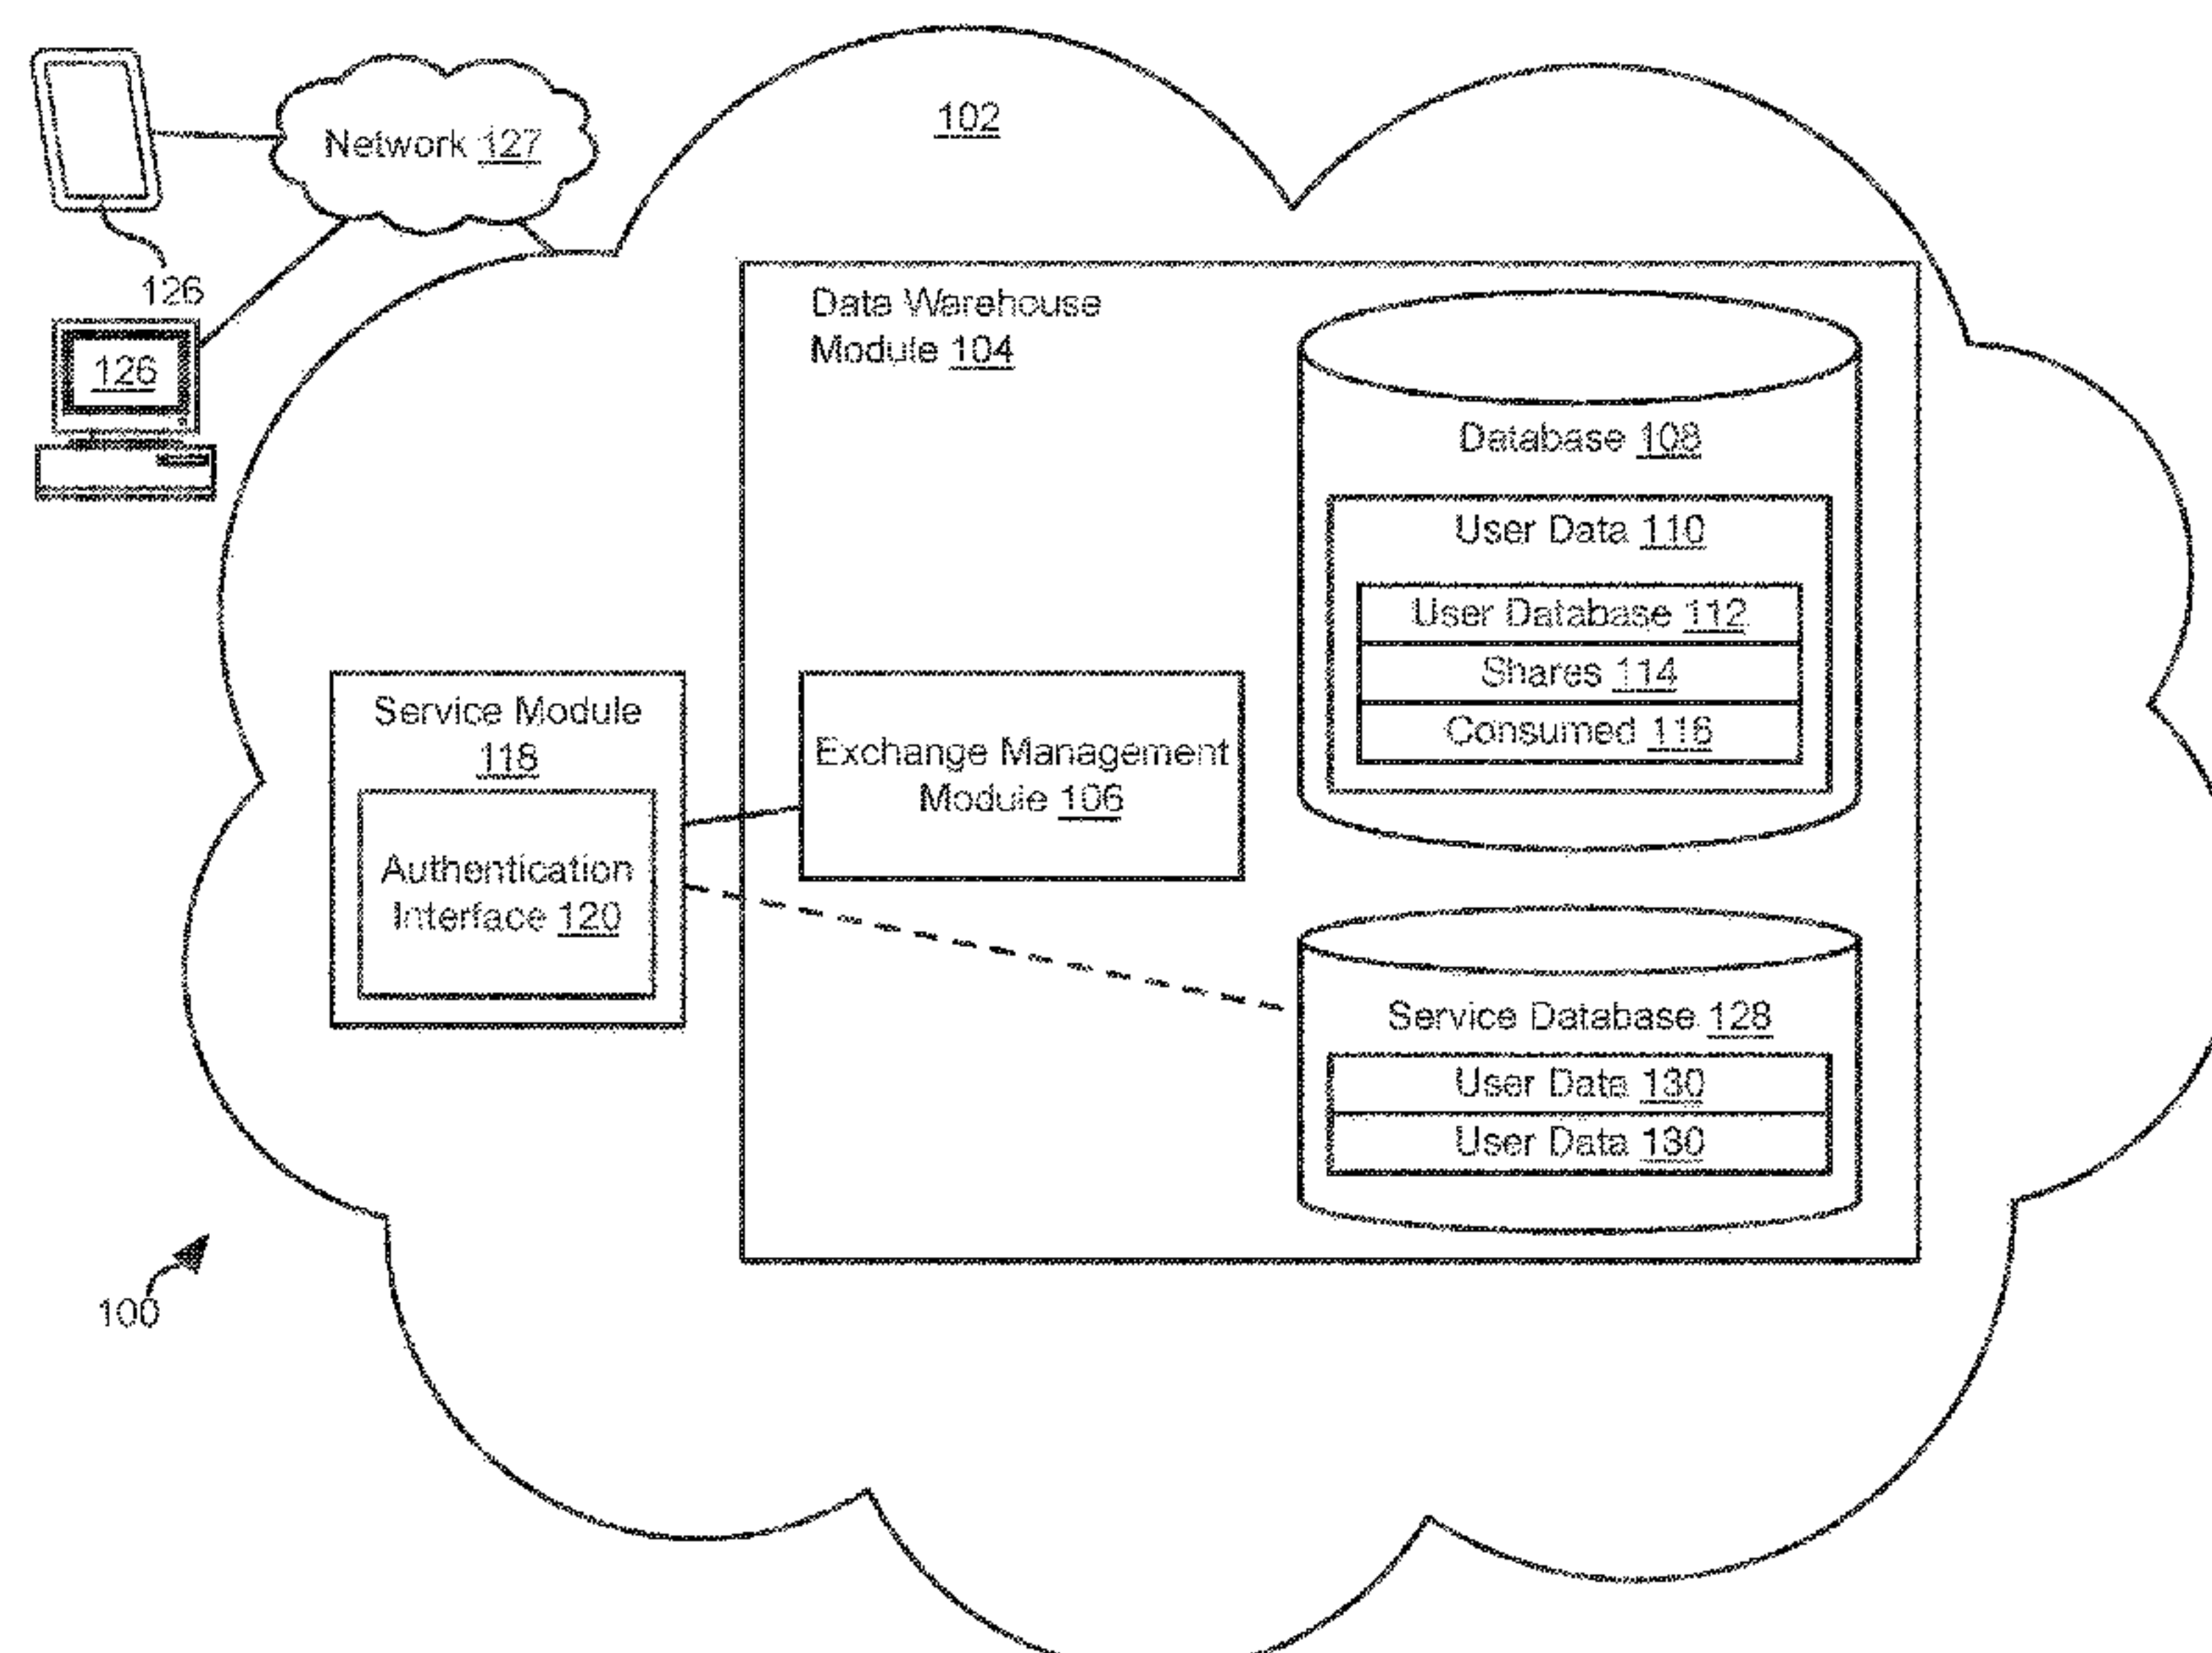 Network 127
102
126
126
Data Warehouse
Module 104
Database 108
User Data 110
User Database 112
Shares 114
Consumed 116
Service Module
118
Authentication
Interface 120
Exchange Management
Module 106
Service Database 128
User Data 130
User Data 130
100